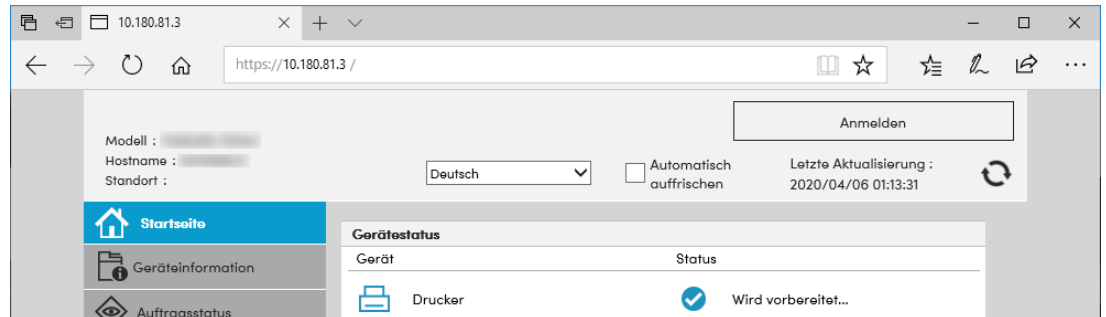 10.180.81.3
https://10.180.81.3 /
Anmelden
Modell :
Hostname :
Standort :
Deutsch
Automatisch
auffrischen
Letzte Aktualisierung :
2020/04/06 01:13:31
Startseite
Geräteinformation
Auftragsstatus
Gerätestatus
Gerät Status
Drucker Wird vorbereitet...